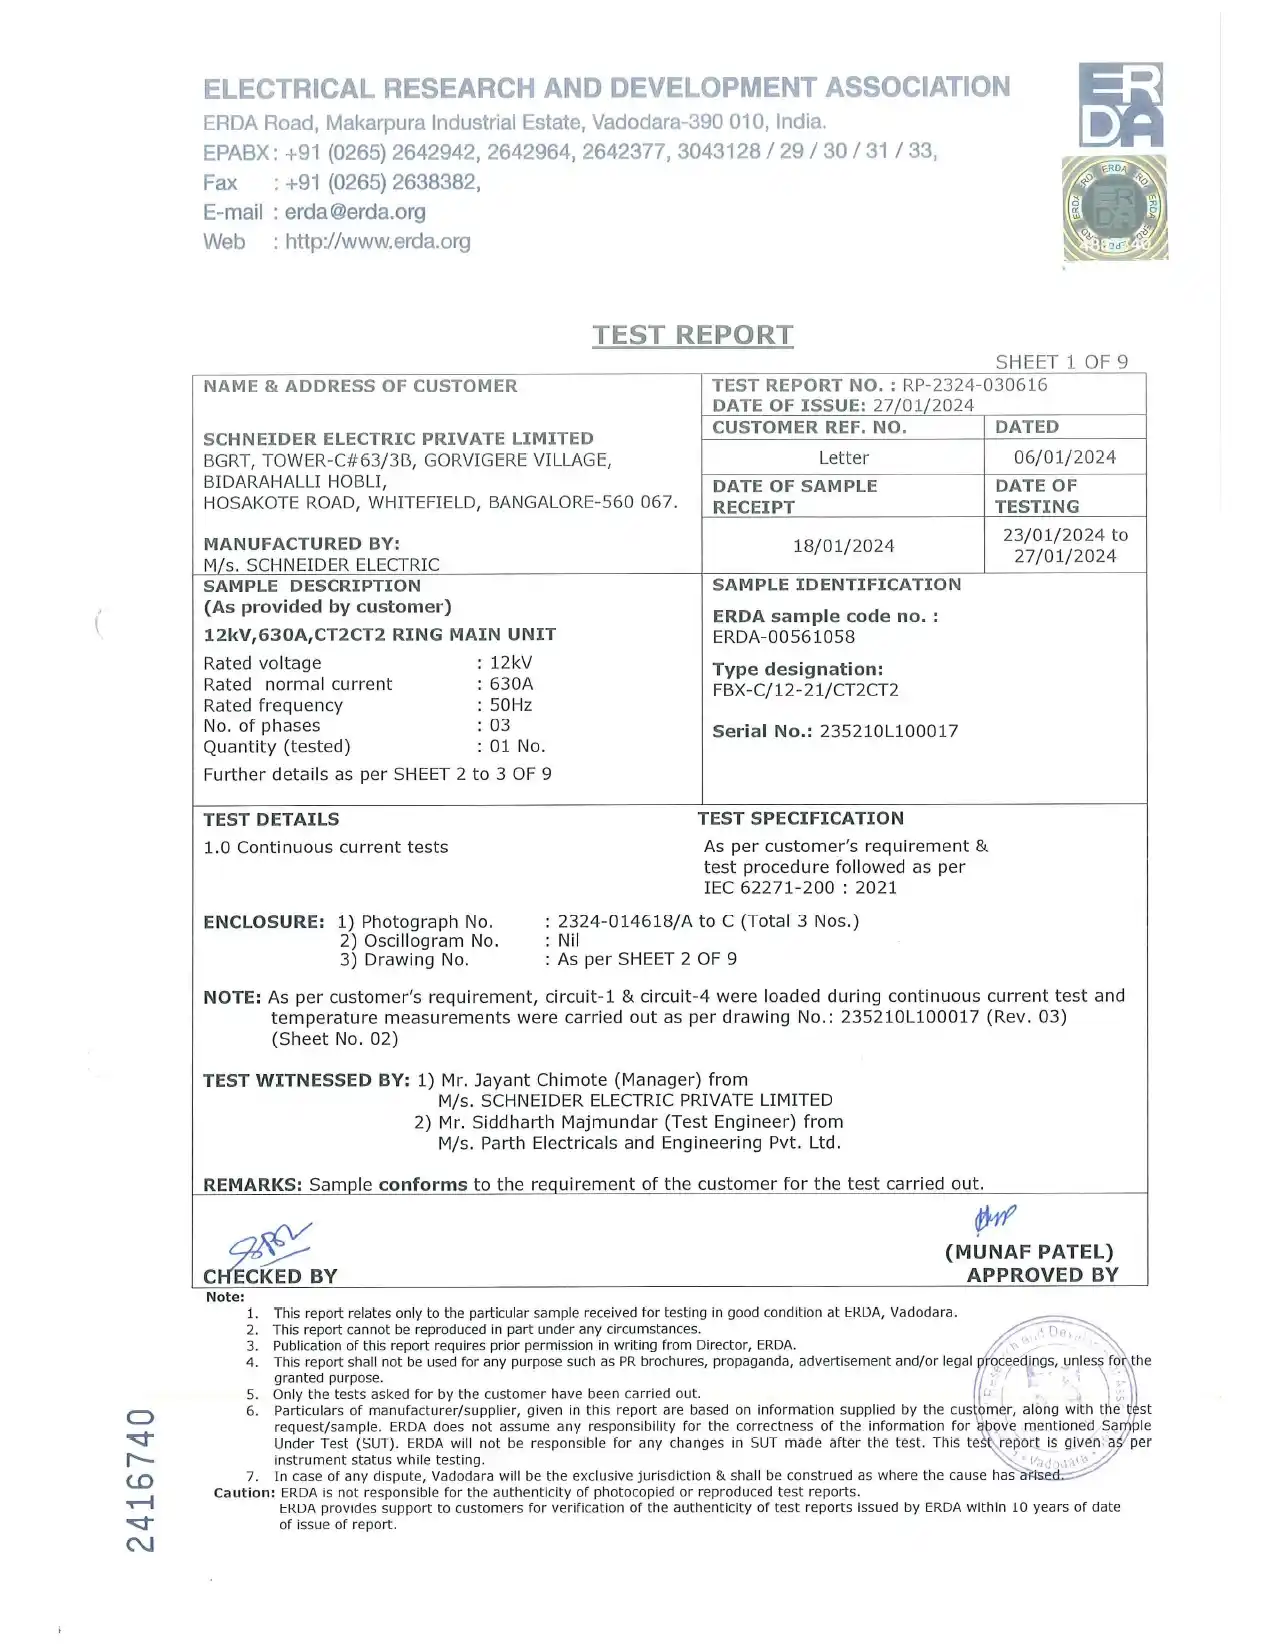 ELECTRICAL RESEARCH AND DEVELOPMENT ASSOCIATION
ERDA Road, Makarpura Industrial Estate, Vadodara-390 010, India.
EPABX : +91 (0265) 2642942, 2642964, 2642377, 3043128 / 29 / 30 / 31 / 33,
Fax : +91 (0265) 2638382,
E-mail : erda@erda.org
Web : http://www.erda.org
ERDA
TEST REPORT
SHEET 1 OF 9
NAME & ADDRESS OF CUSTOMER
SCHNEIDER ELECTRIC PRIVATE LIMITED
BGRT, TOWER-C#63/3B, GORVIGERE VILLAGE,
BIDARAHALLI HOBLI,
HOSAKOTE ROAD, WHITEFIELD, BANGALORE-560 067.
MANUFACTURED BY:
M/s. SCHNEIDER ELECTRIC
TEST REPORT NO. : RP-2324-030616
DATE OF ISSUE: 27/01/2024
CUSTOMER REF. NO. DATED
Letter 06/01/2024
DATE OF SAMPLE RECEIPT
DATE OF TESTING
18/01/2024
23/01/2024 to
27/01/2024
SAMPLE DESCRIPTION
(As provided by customer)
12kV,630A,CT2CT2 RING MAIN UNIT
Rated voltage : 12kV
Rated normal current : 630A
Rated frequency : 50Hz
No. of phases : 03
Quantity (tested) : 01 No.
Further details as per SHEET 2 to 3 OF 9
SAMPLE IDENTIFICATION
ERDA sample code no. :
ERDA-00561058
Type designation:
FBX-C/12-21/CT2CT2
Serial No.: 235210L100017
TEST DETAILS
1.0 Continuous current tests
TEST SPECIFICATION
As per customer's requirement &
test procedure followed as per
IEC 62271-200 : 2021
ENCLOSURE: 1) Photograph No. : 2324-014618/A to C (Total 3 Nos.)
2) Oscillogram No. : Nil
3) Drawing No. : As per SHEET 2 OF 9
NOTE: As per customer's requirement, circuit-1 & circuit-4 were loaded during continuous current test and
temperature measurements were carried out as per drawing No.: 235210L100017 (Rev. 03)
(Sheet No. 02)
TEST WITNESSED BY: 1) Mr. Jayant Chimote (Manager) from
M/s. SCHNEIDER ELECTRIC PRIVATE LIMITED
2) Mr. Siddharth Majmundar (Test Engineer) from
M/s. Parth Electricals and Engineering Pvt. Ltd.
REMARKS: Sample conforms to the requirement of the customer for the test carried out.
CHECKED BY
(MUNAF PATEL)
APPROVED BY
Note:
1. This report relates only to the particular sample received for testing in good condition at ERDA, Vadodara.
2. This report cannot be reproduced in part under any circumstances.
3. Publication of this report requires prior permission in writing from Director, ERDA.
4. This report shall not be used for any purpose such as PR brochures, propaganda, advertisement and/or legal proceedings, unless for the
granted purpose.
5. Only the tests asked for by the customer have been carried out.
6. Particulars of manufacturer/supplier, given in this report are based on information supplied by the customer, along with the test
request/sample. ERDA does not assume any responsibility for the correctness of the information for above mentioned Sample
Under Test (SUT). ERDA will not be responsible for any changes in SUT made after the test. This test report is given as per
instrument status while testing.
7. In case of any dispute, Vadodara will be the exclusive jurisdiction & shall be construed as where the cause has arised.
Caution: ERDA is not responsible for the authenticity of photocopied or reproduced test reports.
ERDA provides support to customers for verification of the authenticity of test reports issued by ERDA within 10 years of date
of issue of report.
24167740